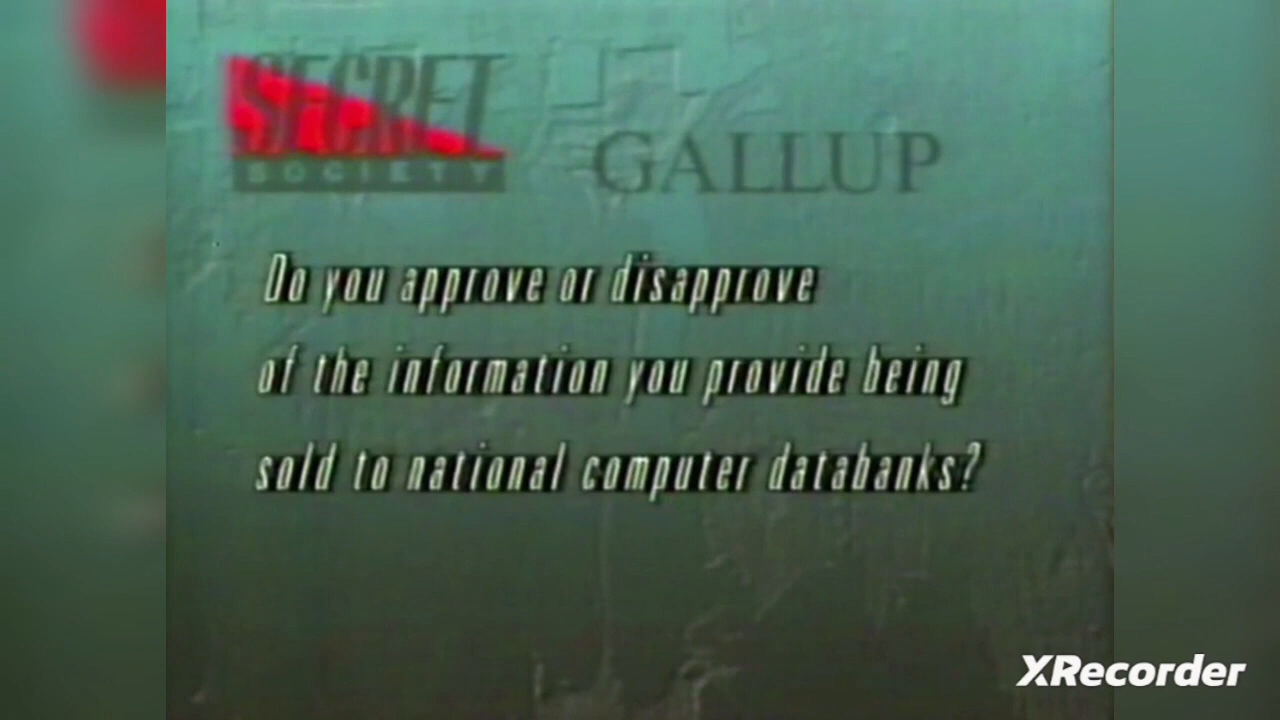 SECRET
SOCIETY
GALLUP
Do you approve or disapprove
of the information you provide being
sold to national computer databanks?
XRecorder